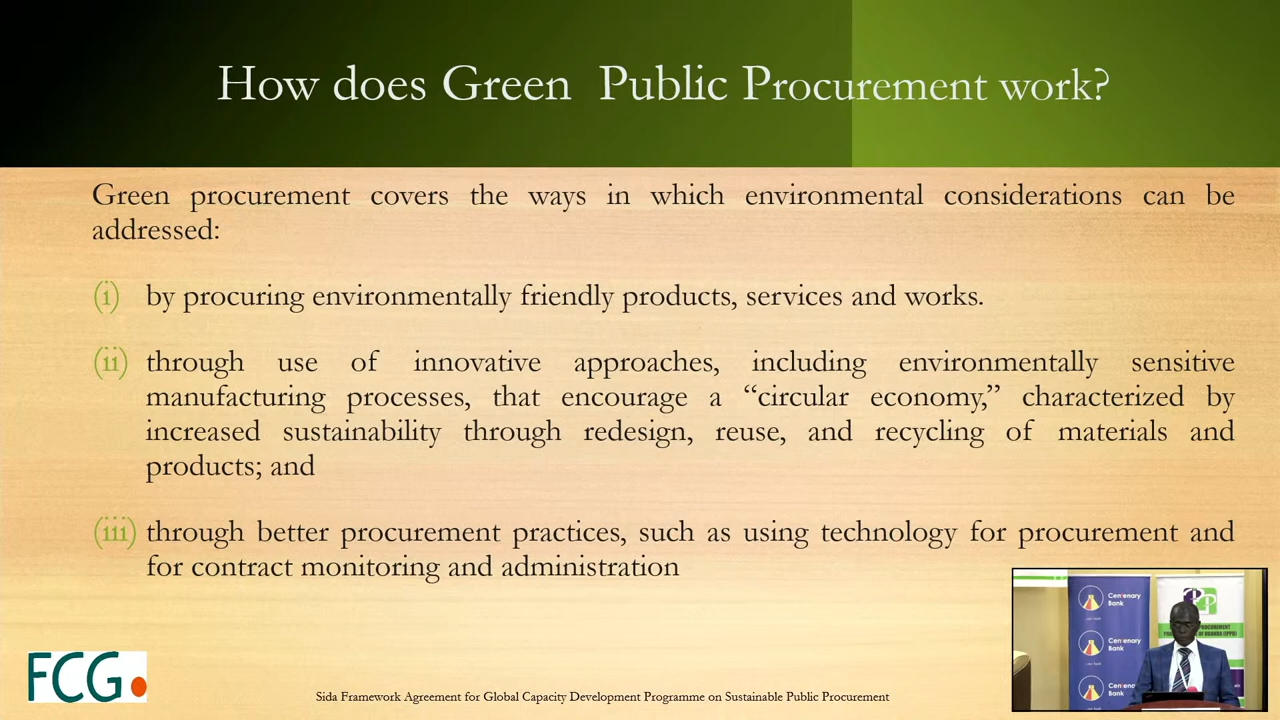 How does Green Public Procurement work?
Green procurement covers the ways in which environmental considerations can be
addressed:
(i) by procuring environmentally friendly products, services and works.
(ii) through use of innovative approaches, including environmentally sensitive
manufacturing processes, that encourage a “circular economy,” characterized by
increased sustainability through redesign, reuse, and recycling of materials and
products; and
(iii) through better procurement practices, such as using technology for procurement and
for contract monitoring and administration
FCG
Sida Framework Agreement for Global Capacity Development Programme on Sustainable Public Procurement
Centenary
Bank
Centenary
Bank
Bank
PROCUREMENT
OF UGANDA (IPPU)